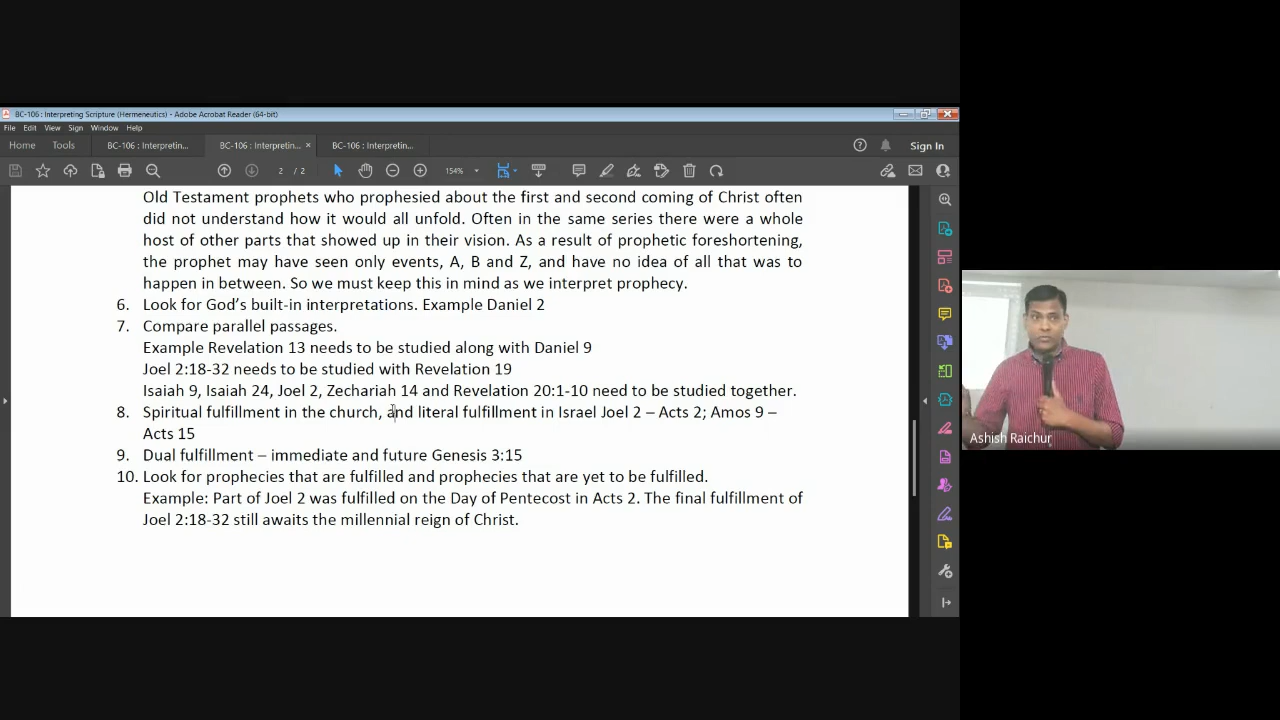 BC-106 : Interpreting Scripture (Hermeneutics) - Adobe Acrobat Reader (64-bit)
File Edit View Sign Window Help
Home Tools BC-106 : Interpretin... BC-106 : Interpretin... × BC-106 : Interpretin... Sign In
2 / 2 154%
Old Testament prophets who prophesied about the first and second coming of Christ often
did not understand how it would all unfold. Often in the same series there were a whole
host of other parts that showed up in their vision. As a result of prophetic foreshortening,
the prophet may have seen only events, A, B and Z, and have no idea of all that was to
happen in between. So we must keep this in mind as we interpret prophecy.
6. Look for God’s built-in interpretations. Example Daniel 2
7. Compare parallel passages.
Example Revelation 13 needs to be studied along with Daniel 9
Joel 2:18-32 needs to be studied with Revelation 19
Isaiah 9, Isaiah 24, Joel 2, Zechariah 14 and Revelation 20:1-10 need to be studied together.
8. Spiritual fulfillment in the church, and literal fulfillment in Israel Joel 2 – Acts 2; Amos 9 –
Acts 15
9. Dual fulfillment – immediate and future Genesis 3:15
10. Look for prophecies that are fulfilled and prophecies that are yet to be fulfilled.
Example: Part of Joel 2 was fulfilled on the Day of Pentecost in Acts 2. The final fulfillment of
Joel 2:18-32 still awaits the millennial reign of Christ.
Ashish Raichur